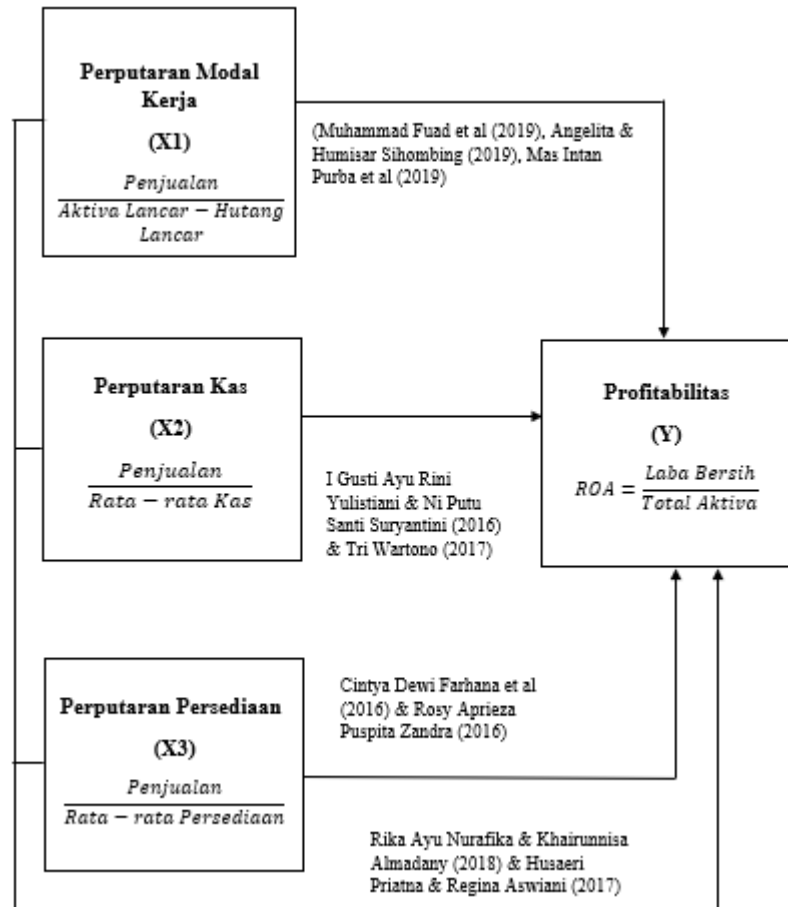 Perputaran Modal
Kerja
(X1)
Penjualan
Aktiva Lancar − Hutang
Lancar
(Muhammad Fuad et al (2019), Angelita &
Humisar Sihombing (2019), Mas Intan
Purba et al (2019)
Perputaran Kas
(X2)
Penjualan
Rata − rata Kas
I Gusti Ayu Rini
Yulistiani & Ni Putu
Santi Suryantini (2016)
& Tri Wartono (2017)
Profitabilitas
(Y)
ROA = Laba Bersih
Total Aktiva
Perputaran Persediaan
(X3)
Penjualan
Rata − rata Persediaan
Cintya Dewi Farhana et al
(2016) & Rosy Aprieza
Puspita Zandra (2016)
Rika Ayu Nurafika & Khairunnisa
Almadany (2018) & Husaeri
Priatna & Regina Aswiani (2017)